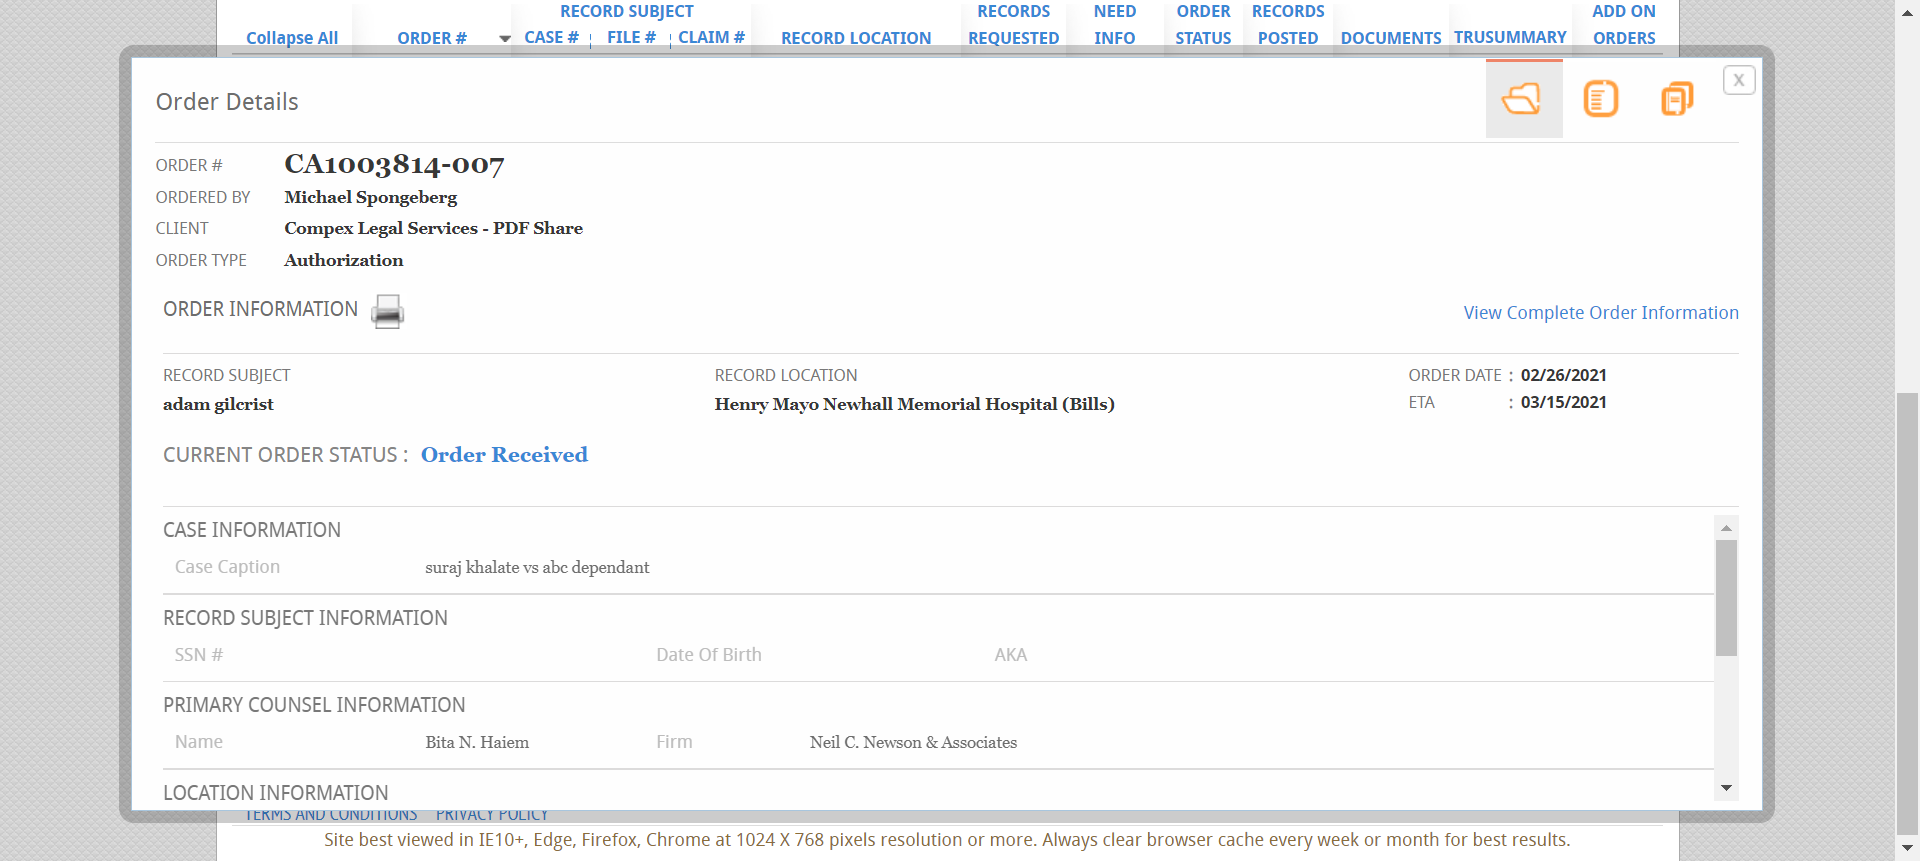 RECORD SUBJECT RECORDS NEED ORDER RECORDS ADD ON
Collapse All ORDER # CASE # FILE # CLAIM # RECORD LOCATION REQUESTED INFO STATUS POSTED DOCUMENTS TRUSUMMARY ORDERS
X
Order Details
ORDER # CA1003814-007
ORDERED BY Michael Spongeberg
CLIENT Compex Legal Services - PDF Share
ORDER TYPE Authorization
ORDER INFORMATION View Complete Order Information
RECORD SUBJECT RECORD LOCATION ORDER DATE : 02/26/2021
adam gilcrist Henry Mayo Newhall Memorial Hospital (Bills) ETA : 03/15/2021
CURRENT ORDER STATUS : Order Received
CASE INFORMATION
Case Caption suraj khalate vs abc dependant
RECORD SUBJECT INFORMATION
SSN # Date Of Birth AKA
PRIMARY COUNSEL INFORMATION
Name Bita N. Haiem Firm Neil C. Newson & Associates
LOCATION INFORMATION
TERMS AND CONDITIONS PRIVACY POLICY
Site best viewed in IE10+, Edge, Firefox, Chrome at 1024 X 768 pixels resolution or more. Always clear browser cache every week or month for best results.